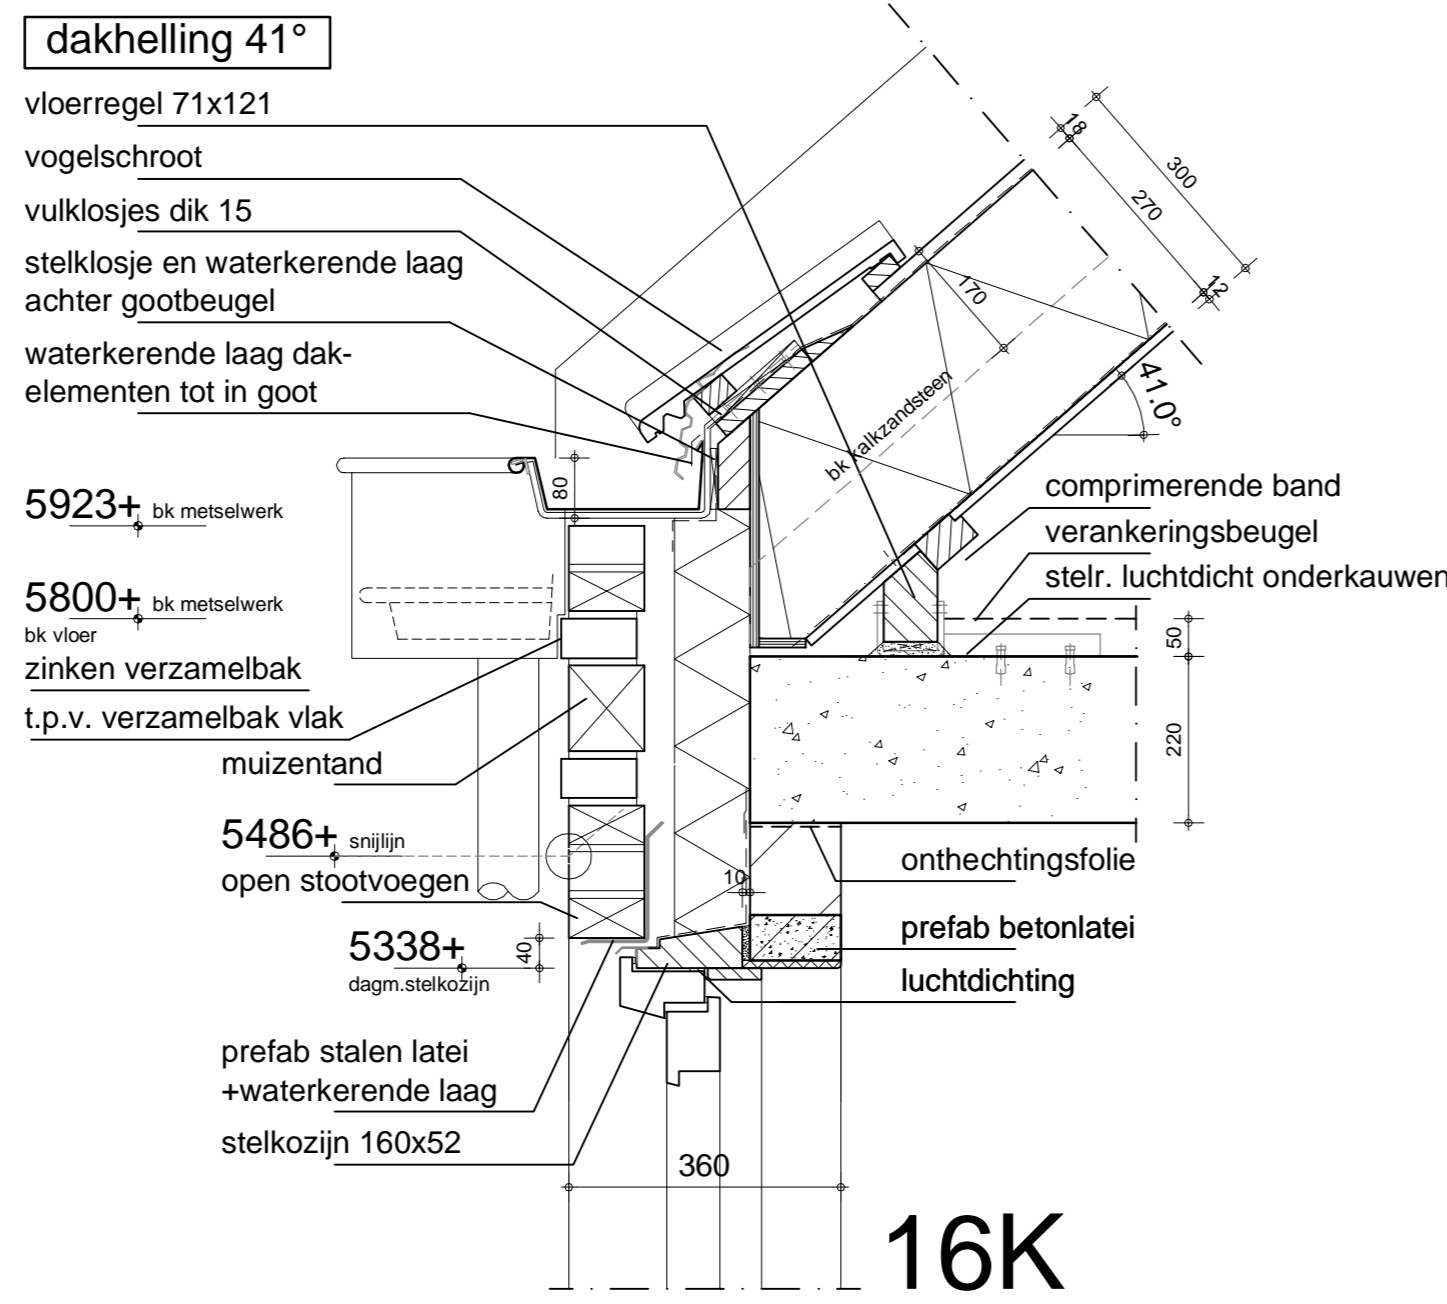 dakhelling 41°
vloerregel 71x121
vogelschroot
vulklosjes dik 15
stelklosje en waterkerende laag
achter gootbeugel
waterkerende laag dak-
elementen tot in goot
5923+ bk metselwerk
5800+ bk metselwerk
bk vloer
zinken verzamelbak
t.p.v. verzamelbak vlak
muizentand
5486+ snijlijn
open stootvoegen
5338+
dagm.stelkozijn
prefab stalen latei
+waterkerende laag
stelkozijn 160x52
80
40
10
360
18
300
270
12
170
41.0°
bk kalkzandsteen
comprimerende band
verankeringsbeugel
stelr. luchtdicht onderkauwen
50
220
onthechtingsfolie
prefab betonlatei
luchtdichting
16K